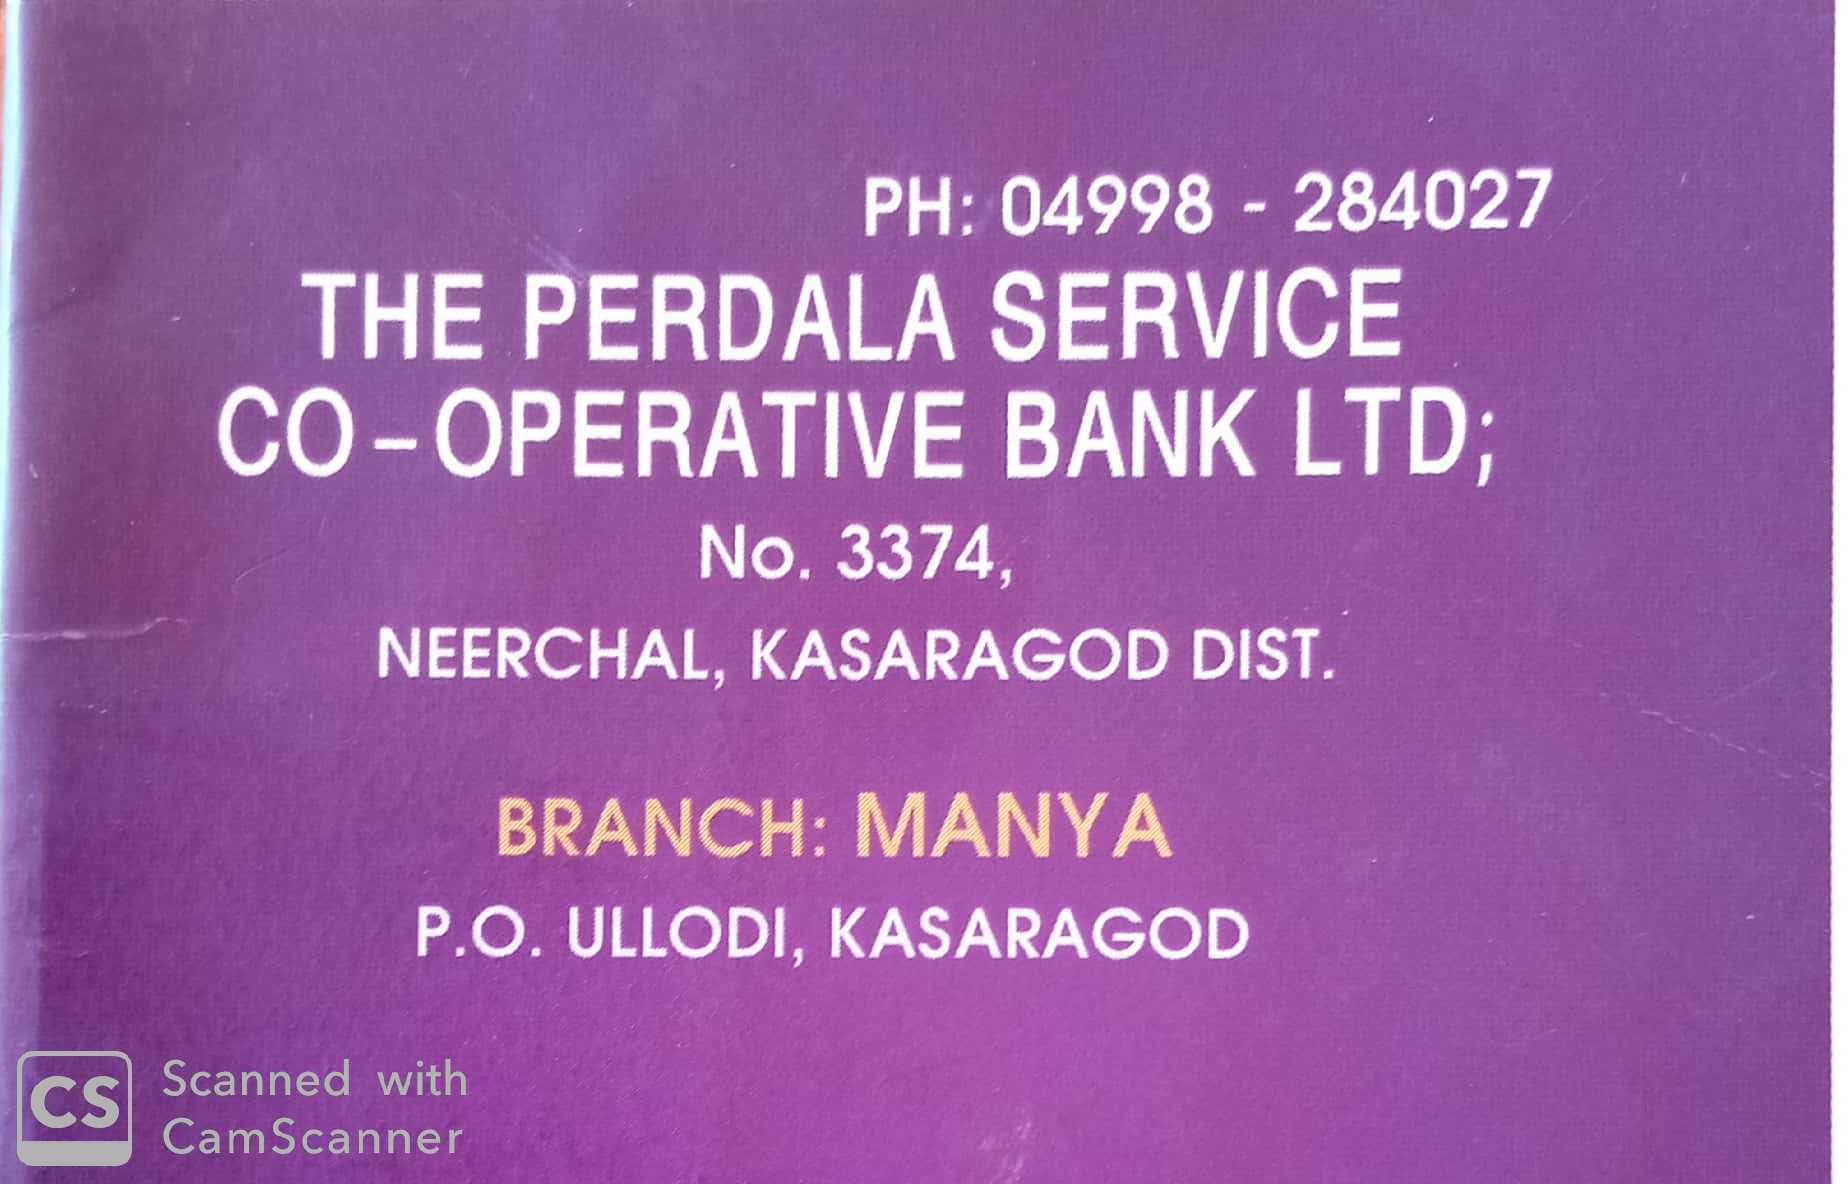 PH: 04998 - 284027
THE PERDALA SERVICE
CO-OPERATIVE BANK LTD;
No. 3374,
NEERCHAL, KASARAGOD DIST.
BRANCH: MANYA
P.O. ULLODI, KASARAGOD
CS Scanned with
CamScanner